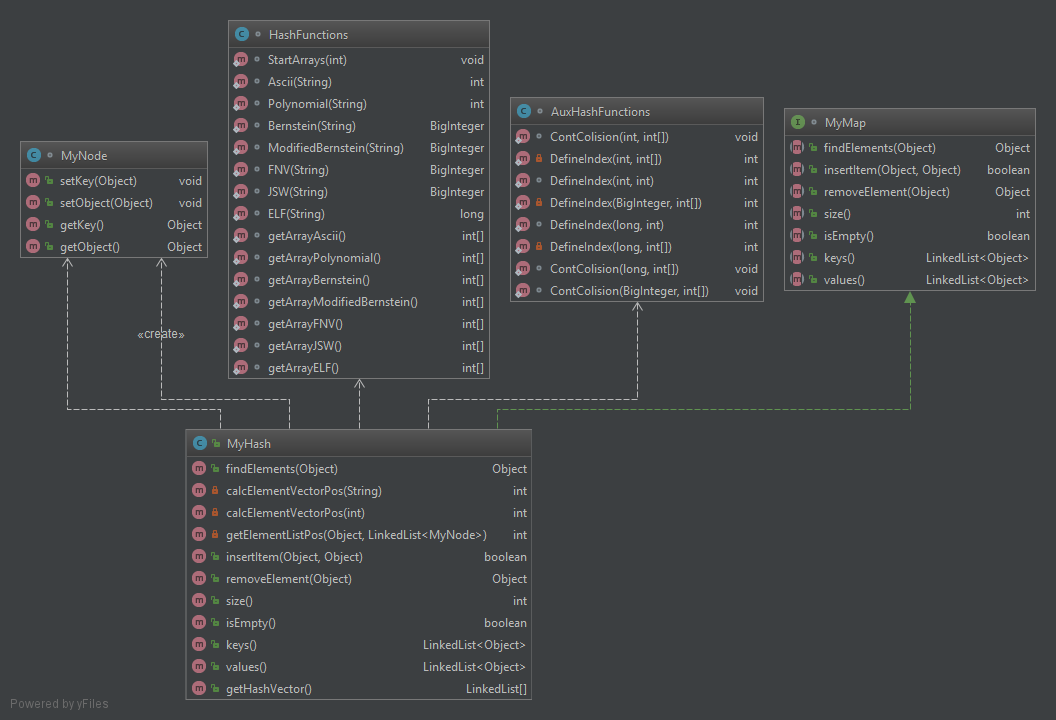 HashFunctions
StartArrays(int) void
Ascii(String) int
Polynomial(String) int
Bernstein(String) BigInteger
ModifiedBernstein(String) BigInteger
FNV(String) BigInteger
JSW(String) BigInteger
ELF(String) long
getArrayAscii() int[]
getArrayPolynomial() int[]
getArrayBernstein() int[]
getArrayModifiedBernstein() int[]
getArrayFNV() int[]
getArrayJSW() int[]
getArrayELF() int[]
AuxHashFunctions
ContColision(int, int[]) void
DefineIndex(int, int[]) int
DefineIndex(int, int) int
DefineIndex(BigInteger, int[]) int
DefineIndex(long, int) int
DefineIndex(long, int[]) int
ContColision(long, int[]) void
ContColision(BigInteger, int[]) void
MyMap
findElements(Object) Object
insertItem(Object, Object) boolean
removeElement(Object) Object
size() int
isEmpty() boolean
keys() LinkedList<Object>
values() LinkedList<Object>
MyNode
setKey(Object) void
setObject(Object) void
getKey() Object
getObject() Object
«create»
MyHash
findElements(Object) Object
calcElementVectorPos(String) int
calcElementVectorPos(int) int
getElementListPos(Object, LinkedList<MyNode>) int
insertItem(Object, Object) boolean
removeElement(Object) Object
size() int
isEmpty() boolean
keys() LinkedList<Object>
values() LinkedList<Object>
getHashVector() LinkedList[]
Powered by yFiles